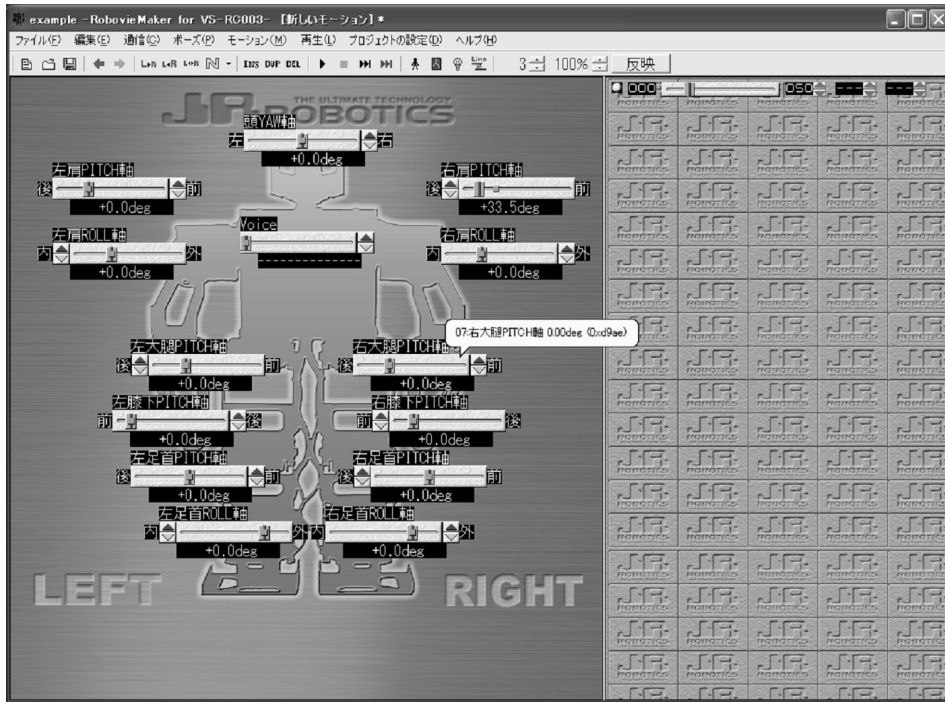 example -RobovieMaker for VS-RC003- [新しいモーション] *
ファイル(F) 編集(E) 通信(C) ポーズ(P) モーション(M) 再生(L) プロジェクトの設定(O) ヘルプ(H)
INS DUP DEL Line 3 100% 反映
THE ULTIMATE TECHNOLOGY
JR ROBOTICS
000 050 --- ---
頭YAW軸
左 右
+0.0deg
左肩PITCH軸 右肩PITCH軸
後 前 後 前
+0.0deg +33.5deg
Voice
左肩ROLL軸 右肩ROLL軸
内 外 内 外
+0.0deg ---------- +0.0deg
07:右大腿PITCH軸 0.00deg (0xd9ae)
左大腿PITCH軸 右大腿PITCH軸
後 前 後 前
+0.0deg +0.0deg
左膝下PITCH軸 右膝下PITCH軸
前 後 前 後
+0.0deg +0.0deg
左足首PITCH軸 右足首PITCH軸
後 前 後 前
+0.0deg +0.0deg
左足首ROLL軸 右足首ROLL軸
内 外 内 外
+0.0deg +0.0deg
LEFT RIGHT